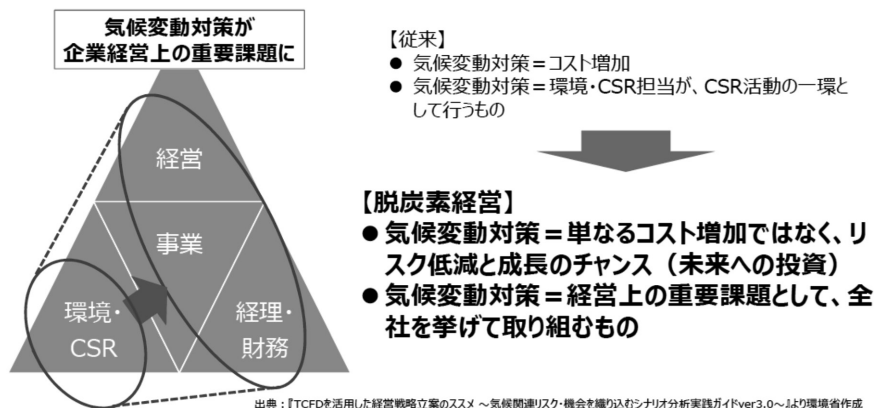 気候変動対策が
企業経営上の重要課題に
経営
事業
環境・
CSR
経理・
財務
【従来】
● 気候変動対策＝コスト増加
● 気候変動対策＝環境・CSR担当が、CSR活動の一環と
して行うもの
【脱炭素経営】
● 気候変動対策＝単なるコスト増加ではなく、リ
スク低減と成長のチャンス（未来への投資）
● 気候変動対策＝経営上の重要課題として、全
社を挙げて取り組むもの
出典：『TCFDを活用した経営戦略立案のススメ ～気候関連リスク・機会を織り込むシナリオ分析実践ガイドver3.0～』より環境省作成